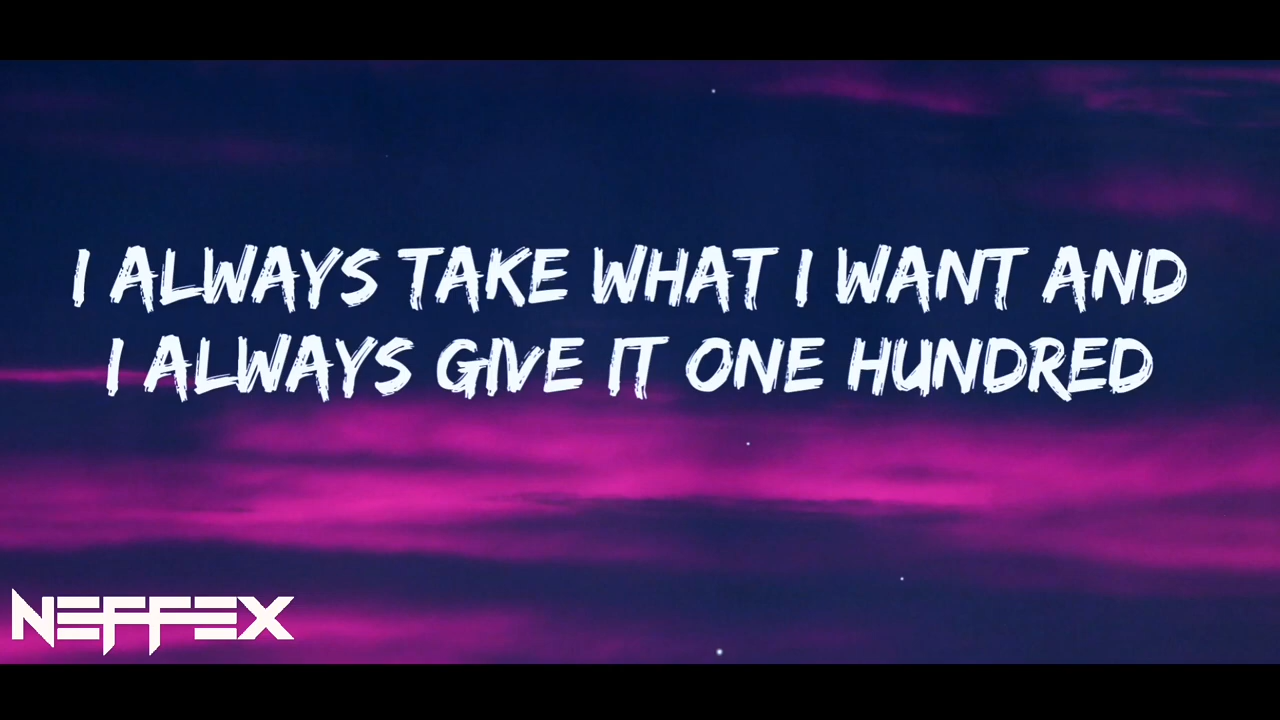 I ALWAYS TAKE WHAT I WANT AND
I ALWAYS GIVE IT ONE HUNDRED
NEFFEX